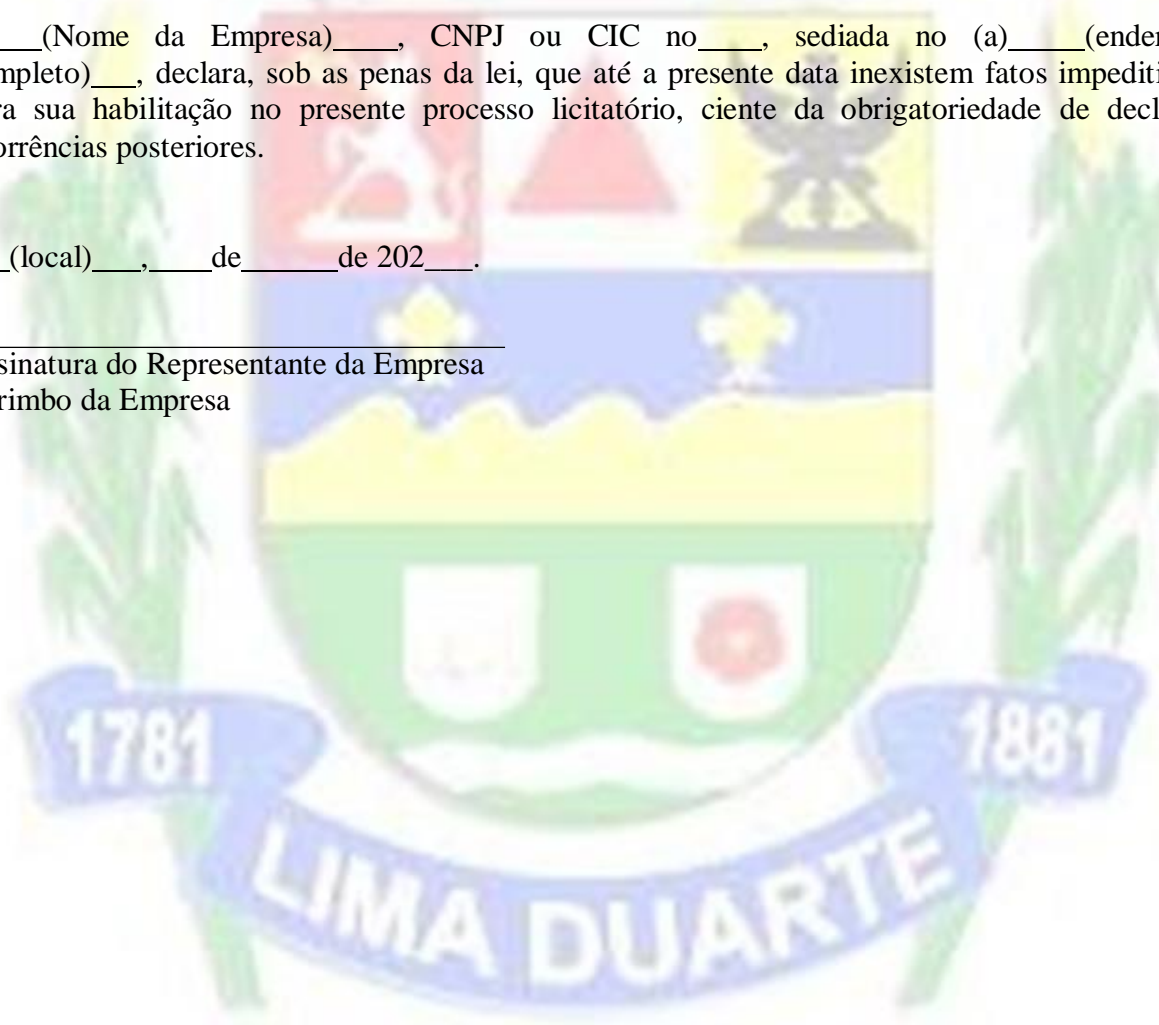 ___(Nome da Empresa)____, CNPJ ou CIC no____, sediada no (a)_____(ender
mpleto)___, declara, sob as penas da lei, que até a presente data inexistem fatos impediti
ra sua habilitação no presente processo licitatório, ciente da obrigatoriedade de decl
orrências posteriores.
_(local)___,____de______de 202___.
________________________________
sinatura do Representante da Empresa
rimbo da Empresa
1781
1881
LIMA DUARTE